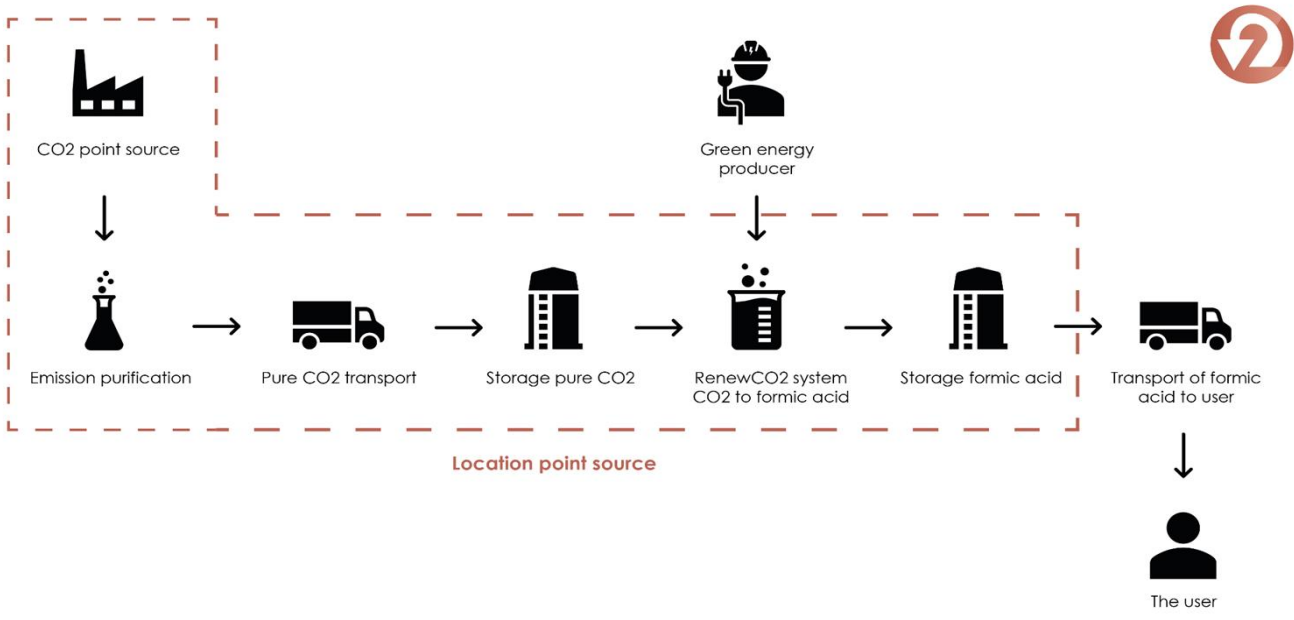 2
CO2 point source
Green energy
producer
Emission purification
Pure CO2 transport
Storage pure CO2
RenewCO2 system
CO2 to formic acid
Storage formic acid
Transport of formic
acid to user
Location point source
The user